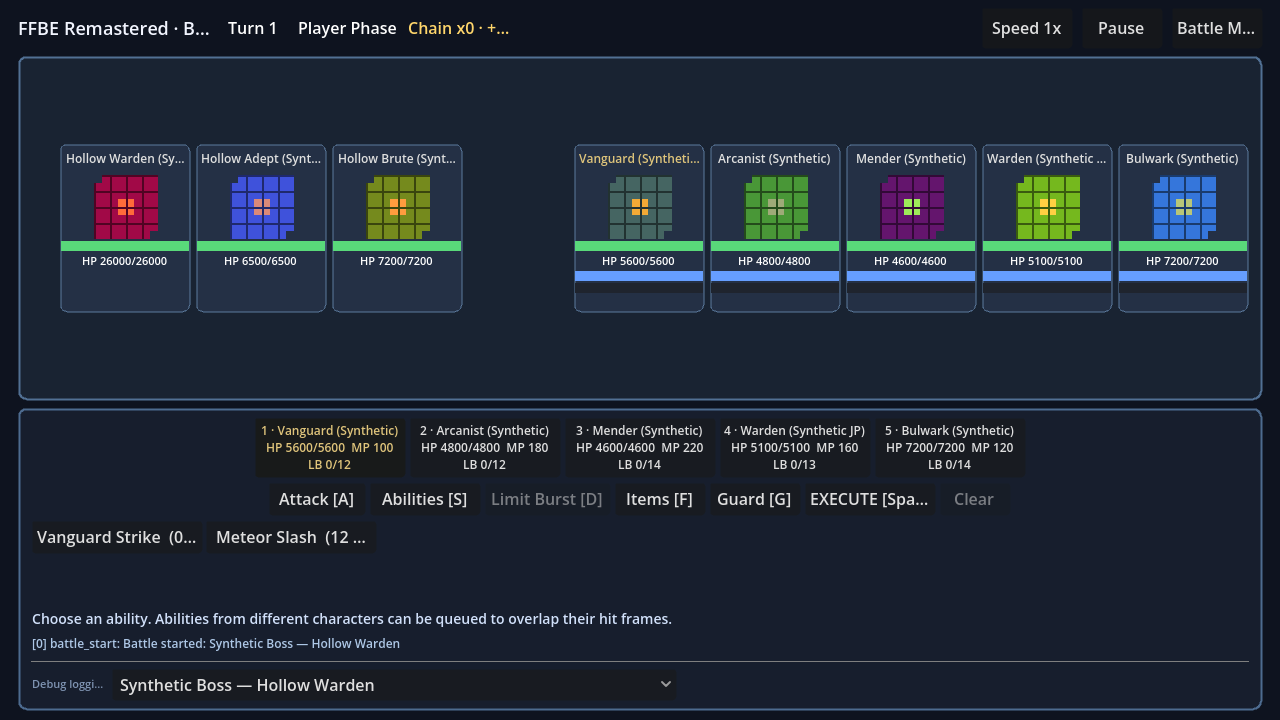 FFBE Remastered · B... Turn 1 Player Phase Chain x0 · +... Speed 1x Pause Battle M...
Hollow Warden (Sy... Hollow Adept (Synt... Hollow Brute (Synt... Vanguard (Syntheti... Arcanist (Synthetic) Mender (Synthetic) Warden (Synthetic ... Bulwark (Synthetic)
HP 26000/26000 HP 6500/6500 HP 7200/7200 HP 5600/5600 HP 4800/4800 HP 4600/4600 HP 5100/5100 HP 7200/7200
1 · Vanguard (Synthetic) 2 · Arcanist (Synthetic) 3 · Mender (Synthetic) 4 · Warden (Synthetic JP) 5 · Bulwark (Synthetic)
HP 5600/5600 MP 100 HP 4800/4800 MP 180 HP 4600/4600 MP 220 HP 5100/5100 MP 160 HP 7200/7200 MP 120
LB 0/12 LB 0/12 LB 0/14 LB 0/13 LB 0/14
Attack [A] Abilities [S] Limit Burst [D] Items [F] Guard [G] EXECUTE [Spa... Clear
Vanguard Strike (0... Meteor Slash (12 ...
Choose an ability. Abilities from different characters can be queued to overlap their hit frames.
[0] battle_start: Battle started: Synthetic Boss — Hollow Warden
Debug loggi... Synthetic Boss — Hollow Warden